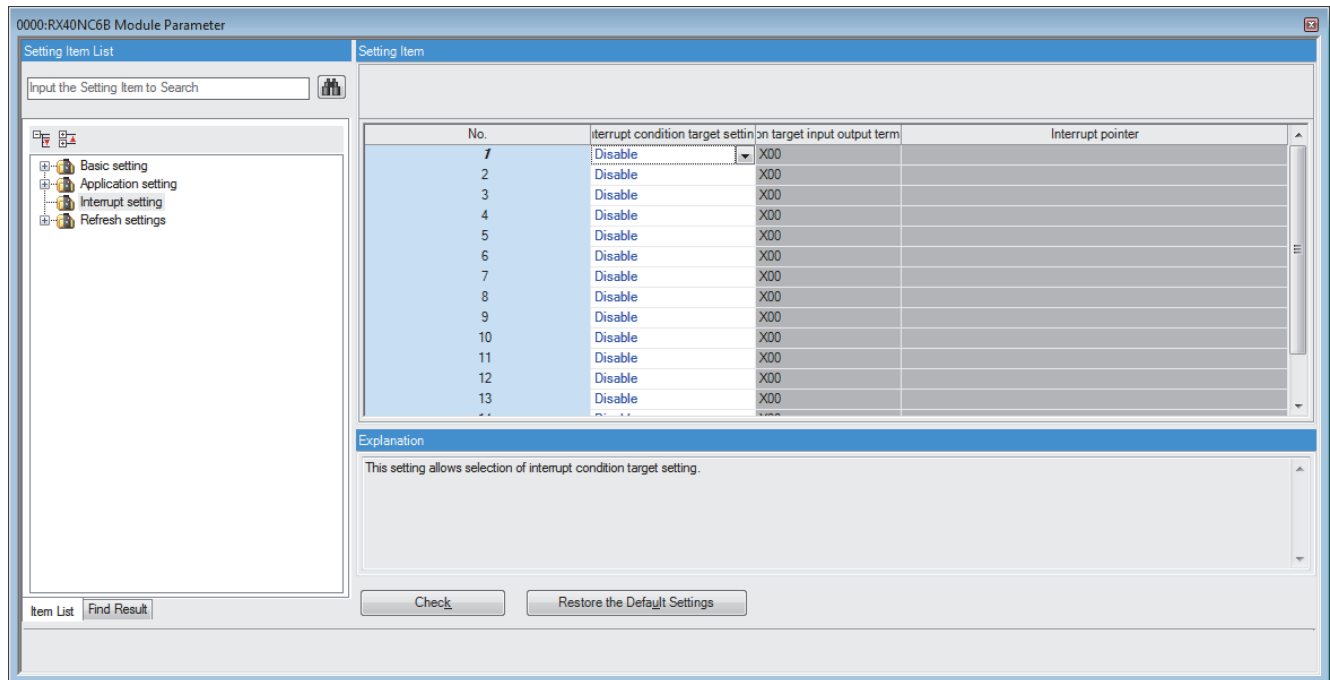 0000:RX40NC6B Module Parameter
Setting Item List
Setting Item
Input the Setting Item to Search
Basic setting
Application setting
Interrupt setting
Refresh settings
No. terrupt condition target settin on target input output term Interrupt pointer
1 Disable X00
2 Disable X00
3 Disable X00
4 Disable X00
5 Disable X00
6 Disable X00
7 Disable X00
8 Disable X00
9 Disable X00
10 Disable X00
11 Disable X00
12 Disable X00
13 Disable X00
Explanation
This setting allows selection of interrupt condition target setting.
Item List Find Result
Check Restore the Default Settings